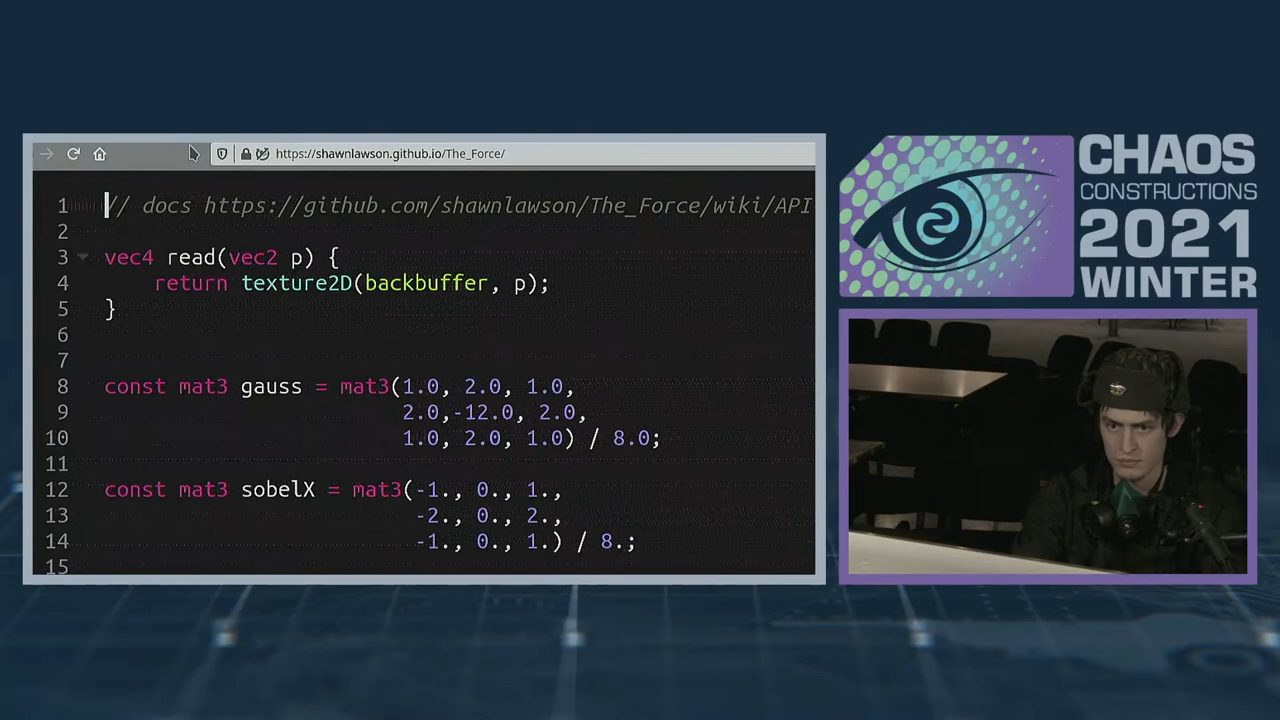 https://shawnlawson.github.io/The_Force/
1 // docs https://github.com/shawnlawson/The_Force/wiki/API
2
3 vec4 read(vec2 p) {
4 return texture2D(backbuffer, p);
5 }
6
7
8 const mat3 gauss = mat3(1.0, 2.0, 1.0,
9 2.0,-12.0, 2.0,
10 1.0, 2.0, 1.0) / 8.0;
11
12 const mat3 sobelX = mat3(-1., 0., 1.,
13 -2., 0., 2.,
14 -1., 0., 1.) / 8.;
15
CHAOS
CONSTRUCTIONS
2021
WINTER